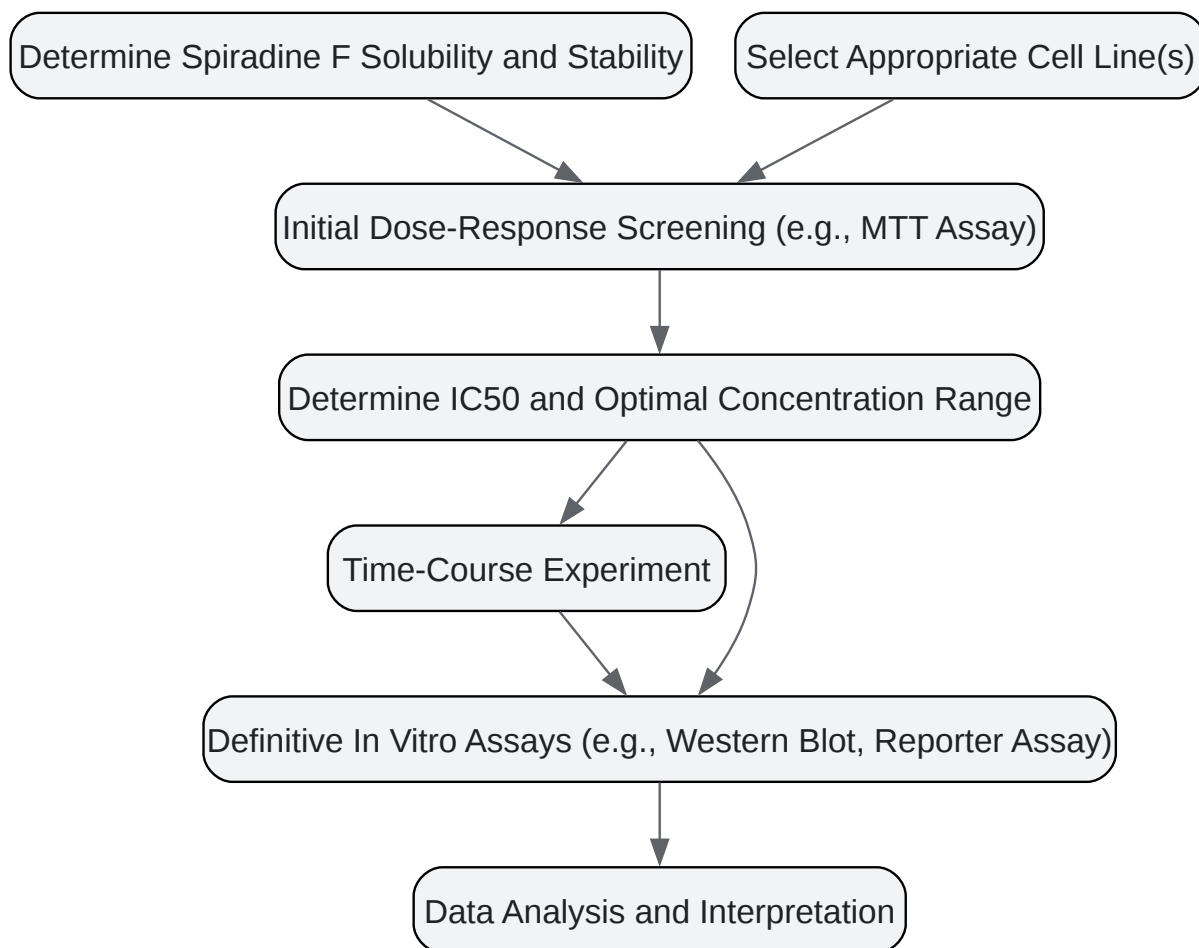 Determine Spiradine F Solubility and Stability
Select Appropriate Cell Line(s)
Initial Dose-Response Screening (e.g., MTT Assay)
Determine IC50 and Optimal Concentration Range
Time-Course Experiment
Definitive In Vitro Assays (e.g., Western Blot, Reporter Assay)
Data Analysis and Interpretation